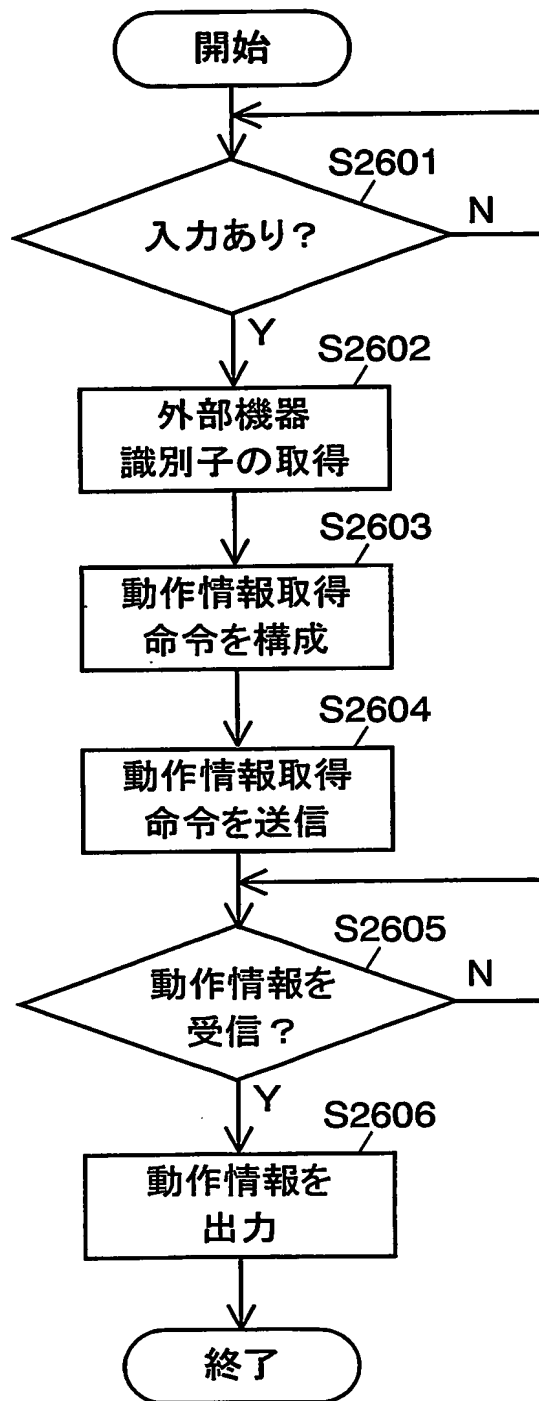 開始
S2601
入力あり？
N
Y
S2602
外部機器
識別子の取得
S2603
動作情報取得
命令を構成
S2604
動作情報取得
命令を送信
S2605
動作情報を
受信？
N
Y
S2606
動作情報を
出力
終了